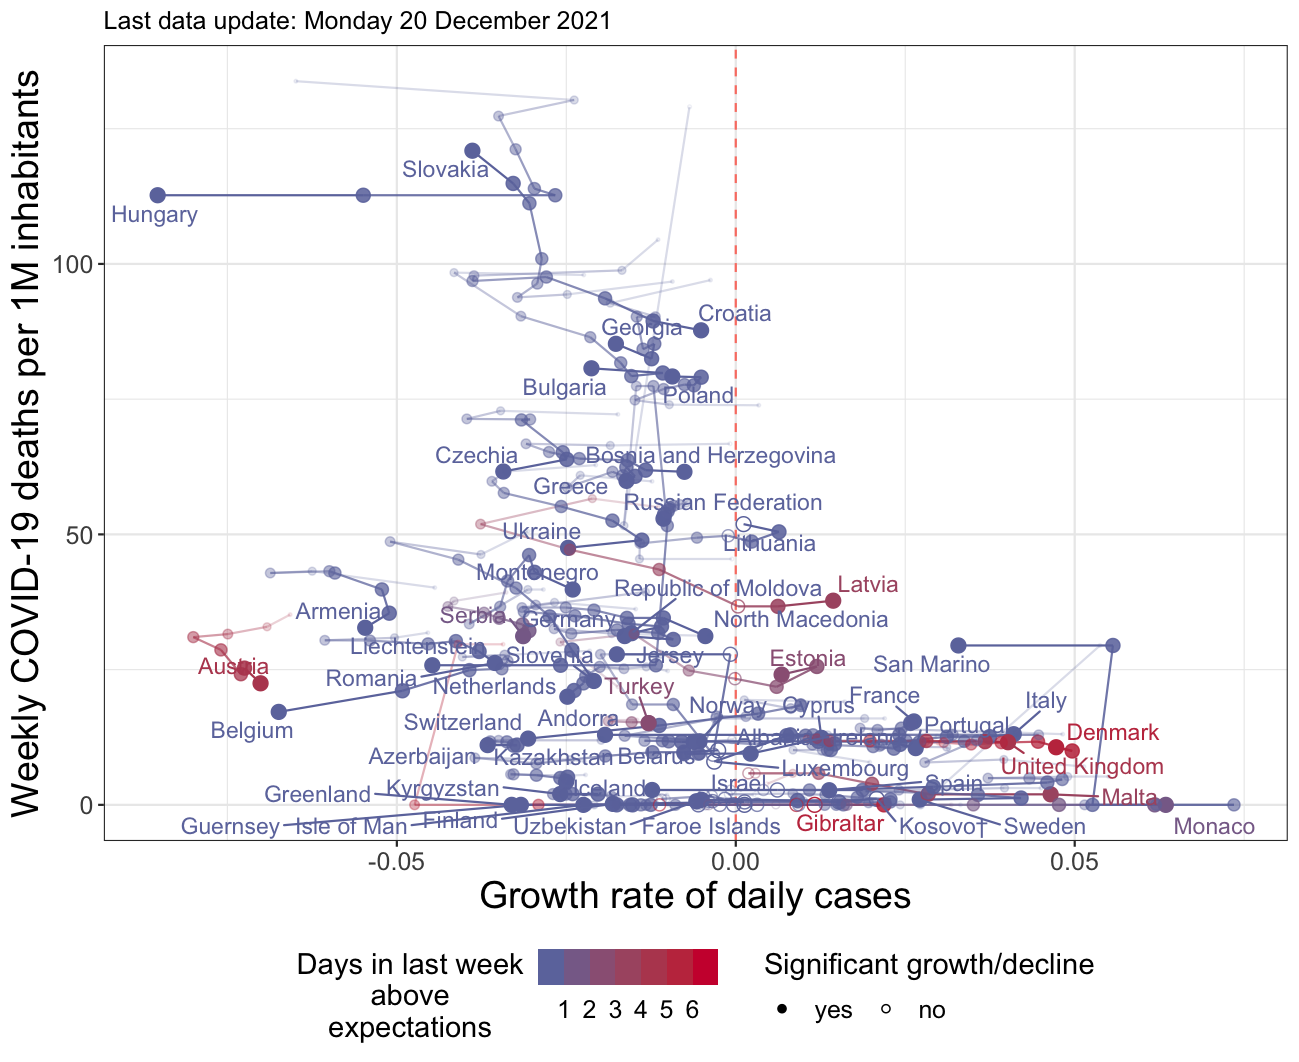 Last data update: Monday 20 December 2021
Weekly COVID-19 deaths per 1M inhabitants
100
50
0
Slovakia
Hungary
Croatia
Georgia
Bulgaria
Poland
Czechia
Bosnia and Herzegovina
Greece
Russian Federation
Ukraine
Lithuania
Montenegro
Republic of Moldova
Latvia
Armenia
Serbia
Germany
North Macedonia
Liechtenstein
Slovenia
Jersey
Estonia
San Marino
Austria
Romania
Netherlands
Turkey
Norway
Cyprus
France
Italy
Belgium
Switzerland
Andorra
Albania
Ireland
Portugal
Denmark
Azerbaijan
Kazakhstan
Belarus
Luxembourg
United Kingdom
Greenland
Kyrgyzstan
Iceland
Israel
Spain
Malta
Guernsey
Isle of Man
Finland
Uzbekistan
Faroe Islands
Gibraltar
Kosovo†
Sweden
Monaco
-0.05
0.00
0.05
Growth rate of daily cases
Days in last week
above
expectations
1 2 3 4 5 6
Significant growth/decline
yes
no